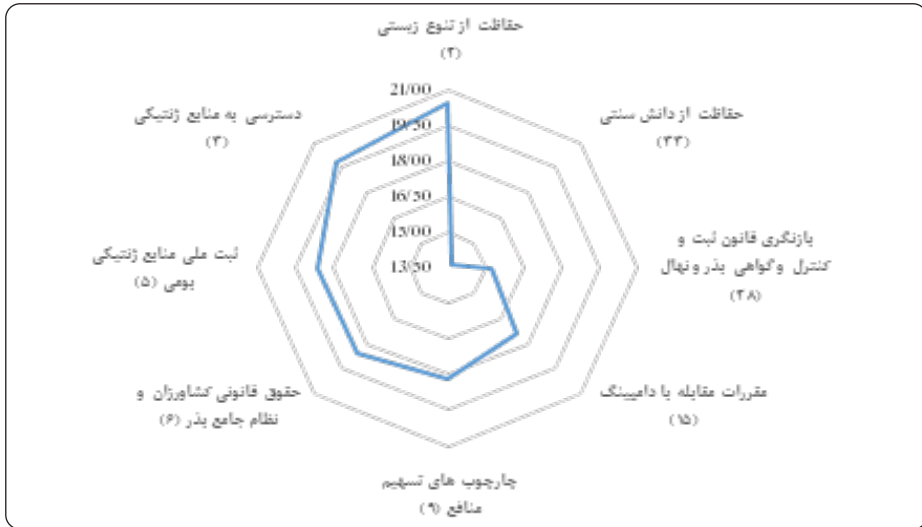 حفاظت از تنوع زیستی
(۲)
حفاظت از دانش سنتی
(۳۳)
بازنگری قانون ثبت و
کنترل و گواهی بذر و نهال
(۲۸)
مقررات مقابله با دامپینگ
(۱۵)
چارچوب های تسهیم
منافع (۹)
حقوق قانونی کشاورزان و
نظام جامع بذر (۶)
ثبت ملی منابع ژنتیکی
بومی (۵)
دسترسی به منابع ژنتیکی
(۳)
21/00
19/50
18/00
16/50
15/00
13/50